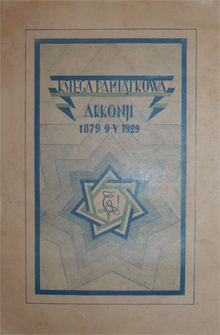 KSIĘGA PAMIĄTKOWA
ARKONJI
1879 9·V 1929